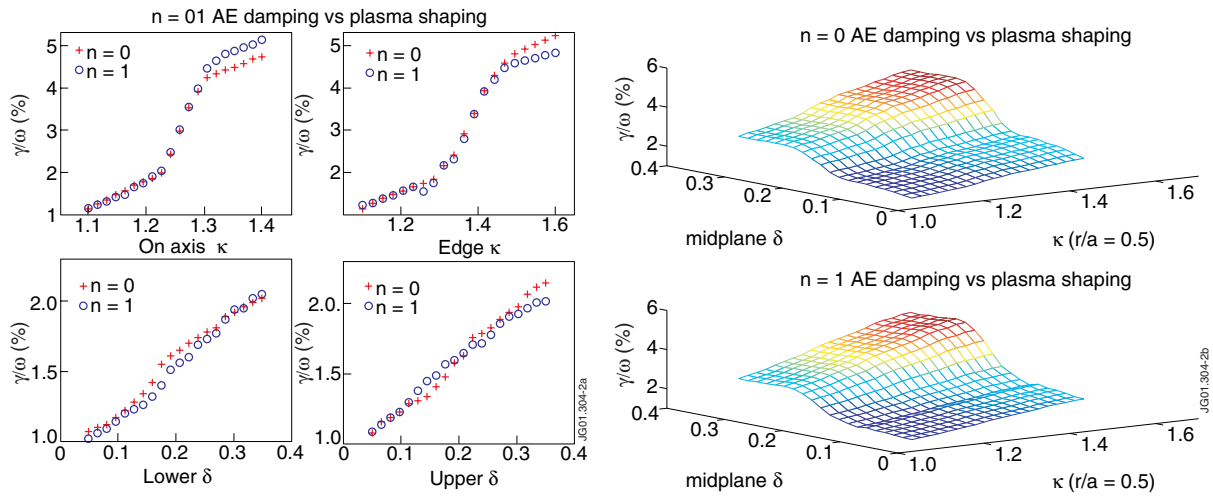 n = 01 AE damping vs plasma shaping
5
4
3
2
1
γ/ω (%)
+ n = 0
○ n = 1
1.1
1.2
1.3
1.4
On axis κ
5
4
3
2
γ/ω (%)
+ n = 0
○ n = 1
1.2
1.4
1.6
Edge κ
2.0
1.5
1.0
γ/ω (%)
+ n = 0
○ n = 1
0
0.1
0.2
0.3
0.4
Lower δ
2.0
1.5
1.0
γ/ω (%)
+ n = 0
○ n = 1
0
0.1
0.2
0.3
0.4
Upper δ
JG01.304-2a
n = 0 AE damping vs plasma shaping
6
4
2
γ/ω (%)
0.4
0.3
0.2
0.1
0
midplane δ
1.0
1.2
1.4
1.6
κ (r/a = 0.5)
n = 1 AE damping vs plasma shaping
6
4
2
γ/ω (%)
0.4
0.3
0.2
0.1
0
midplane δ
1.0
1.2
1.4
1.6
κ (r/a = 0.5)
JG01.304-2b